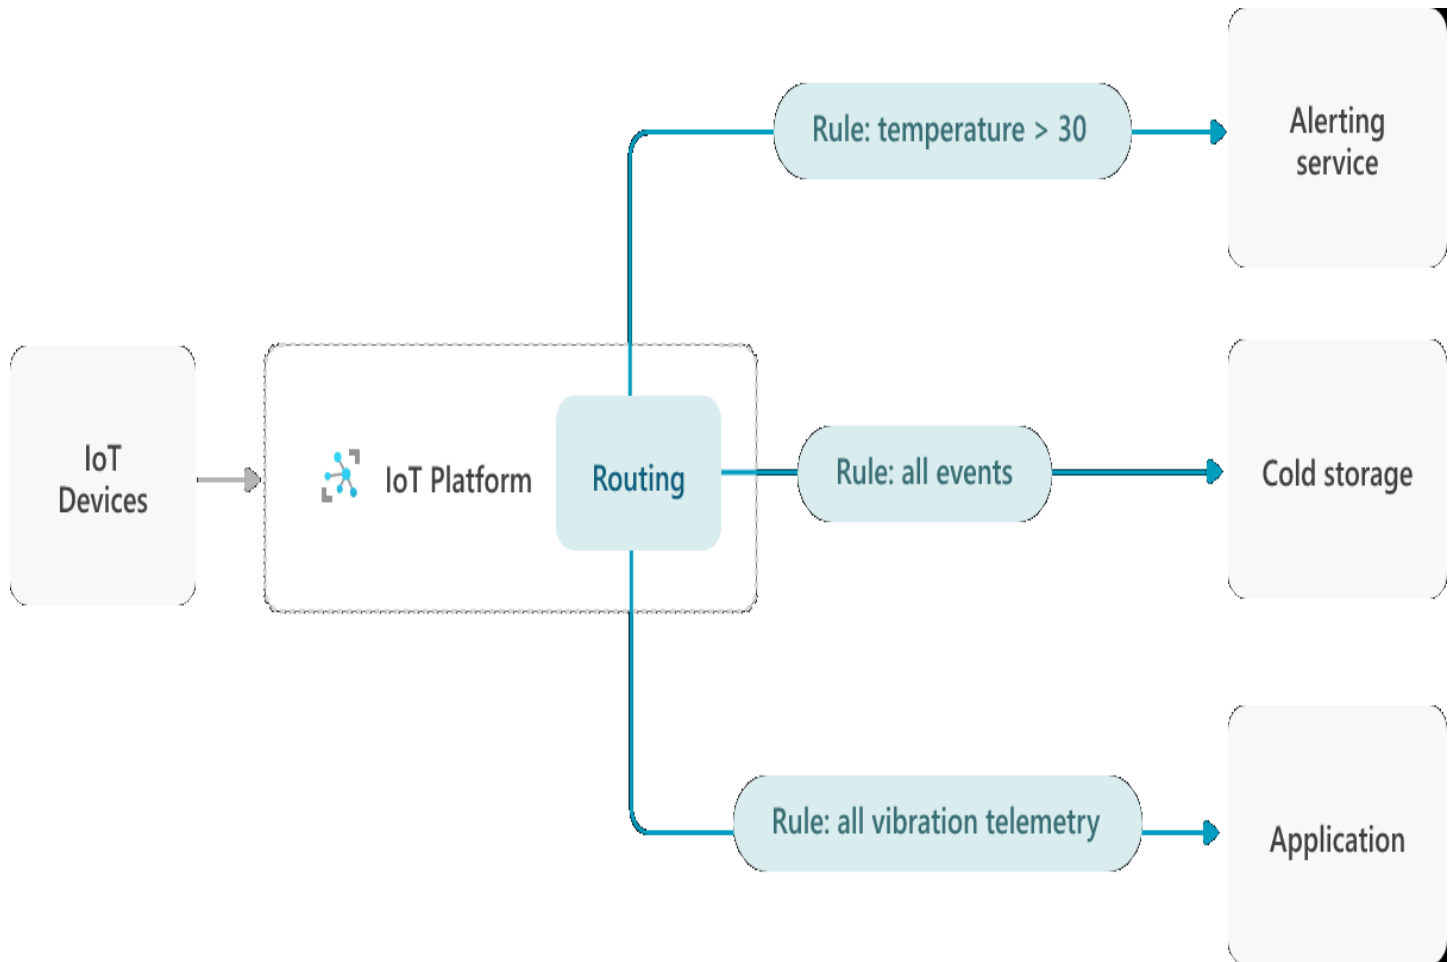 IoT
Devices
IoT Platform
Routing
Rule: temperature > 30
Alerting
service
Rule: all events
Cold storage
Rule: all vibration telemetry
Application